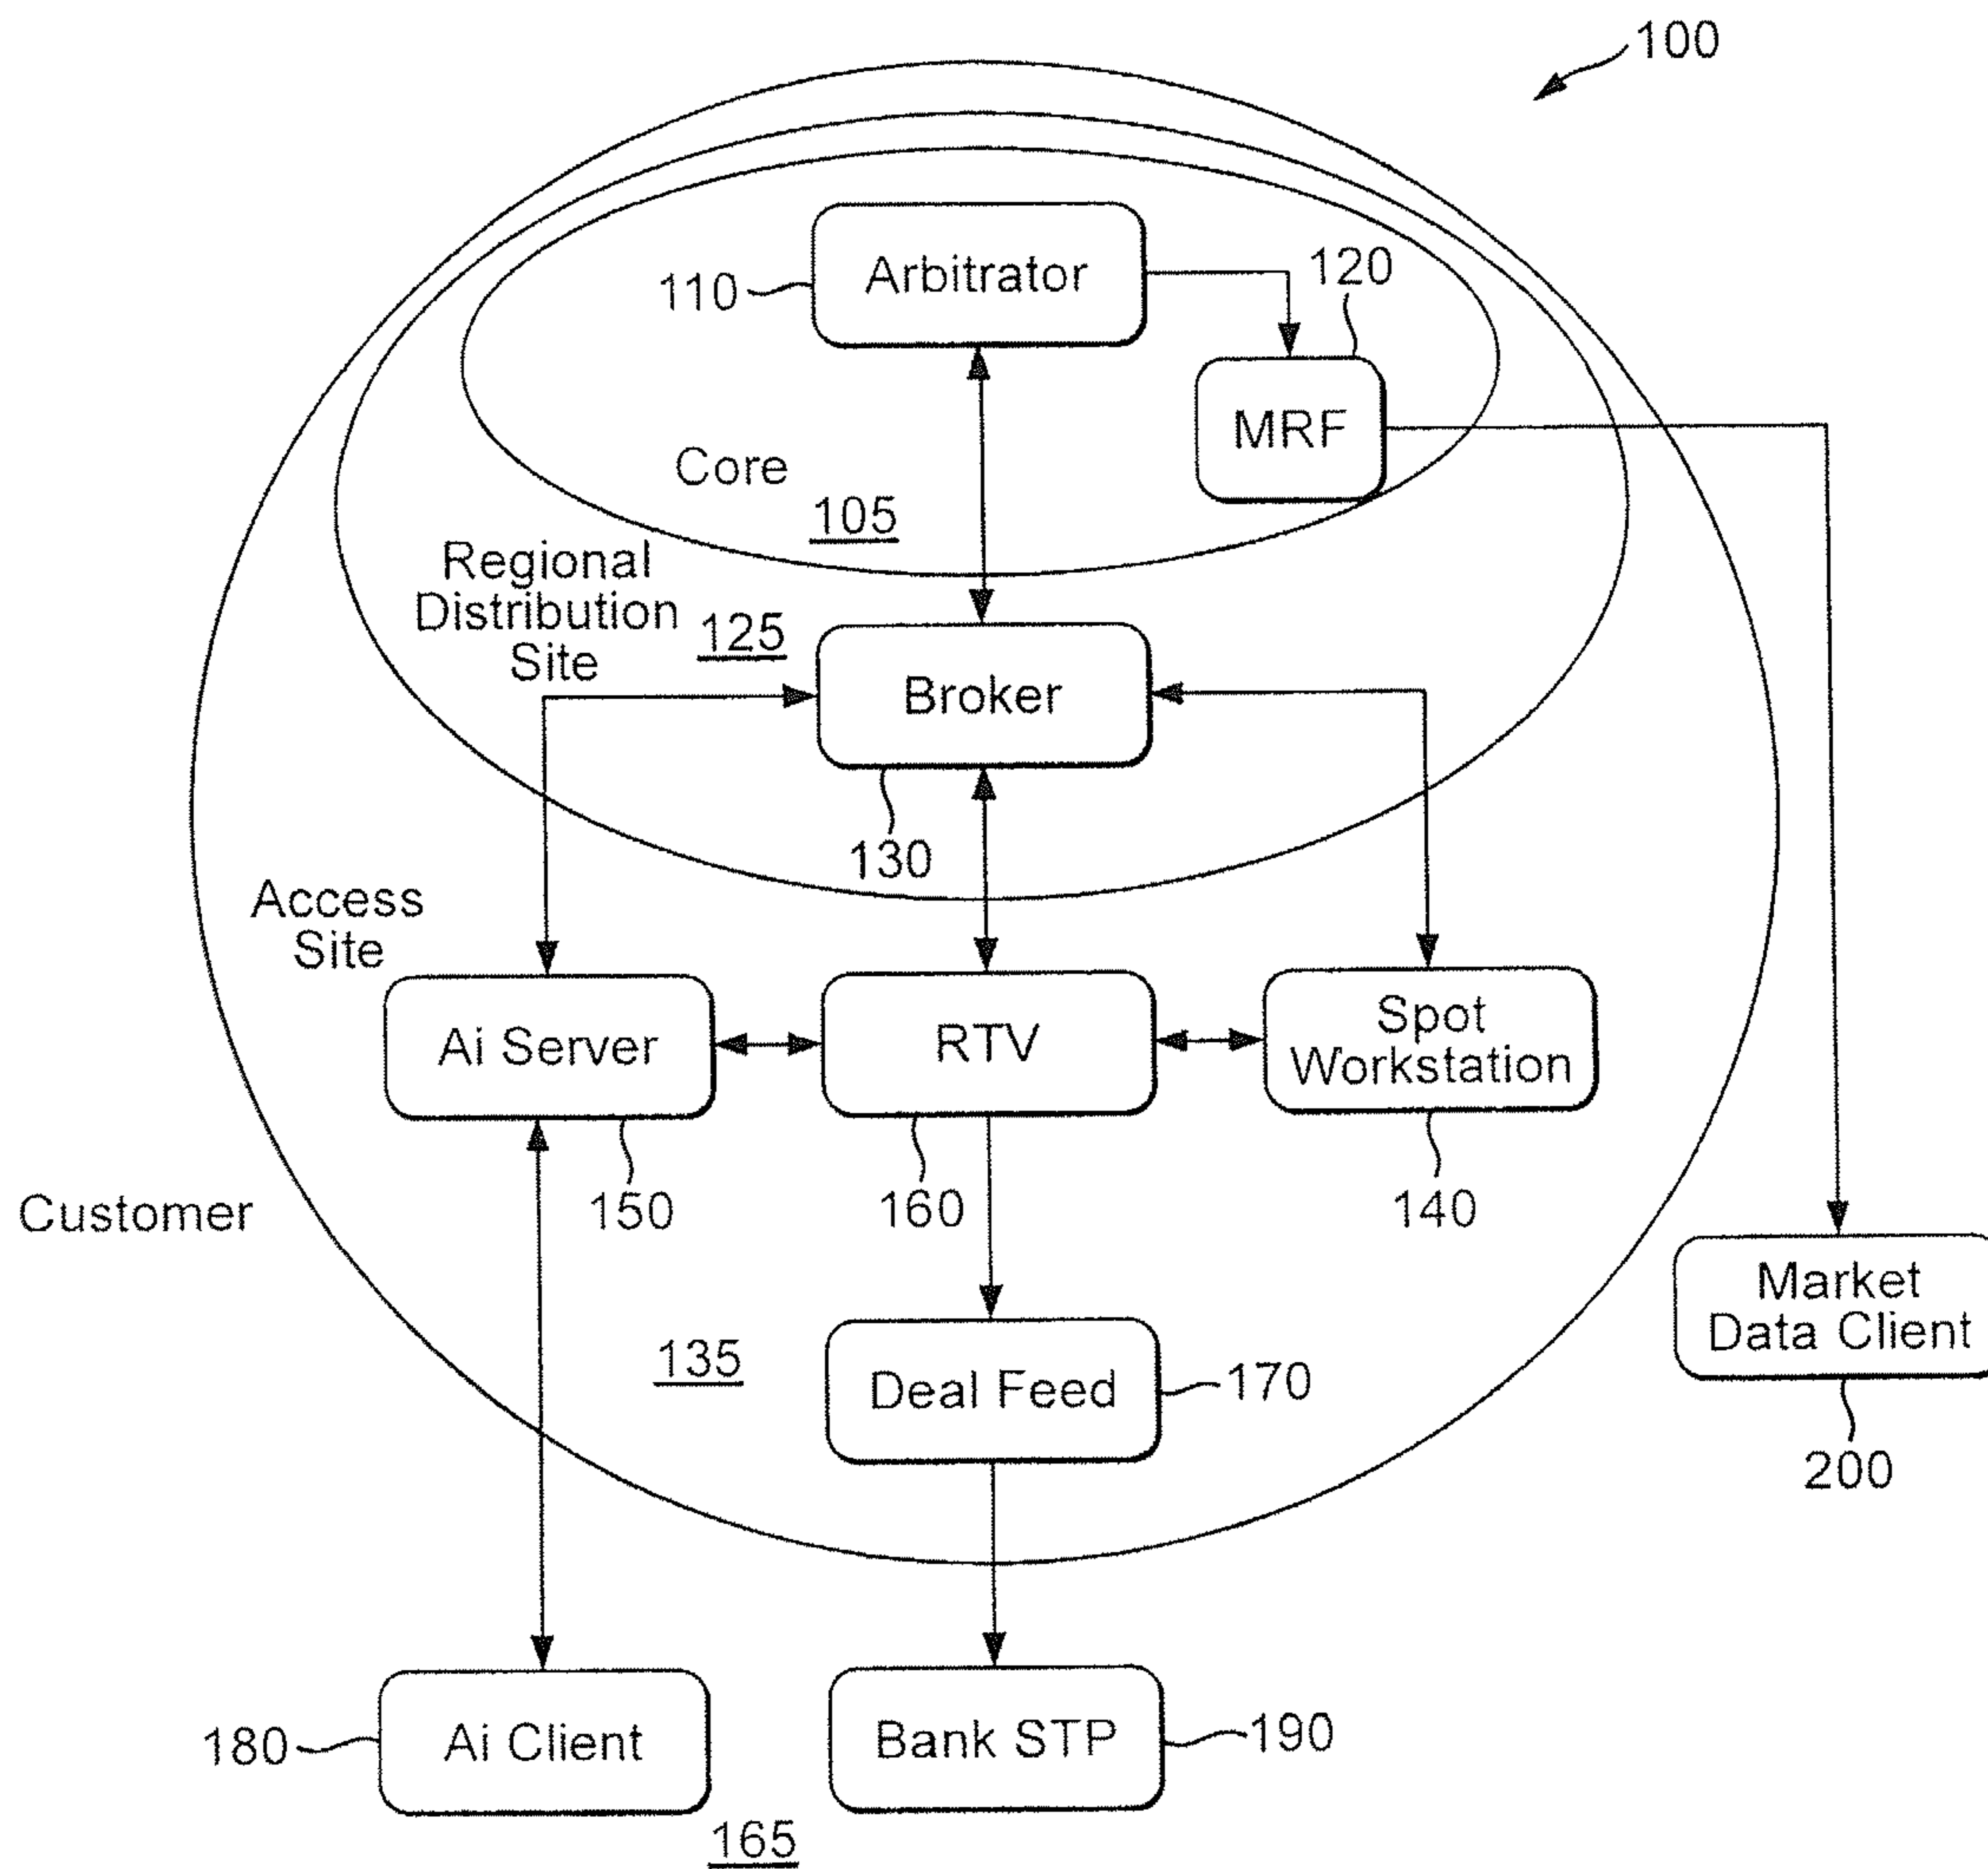 100
Arbitrator
110
120
MRF
Core
105
Regional
Distribution
Site
125
Broker
130
Access
Site
Ai Server
RTV
Spot
Workstation
150
160
140
Customer
Market
Data Client
135
Deal Feed
170
200
Ai Client
180
Bank STP
190
165